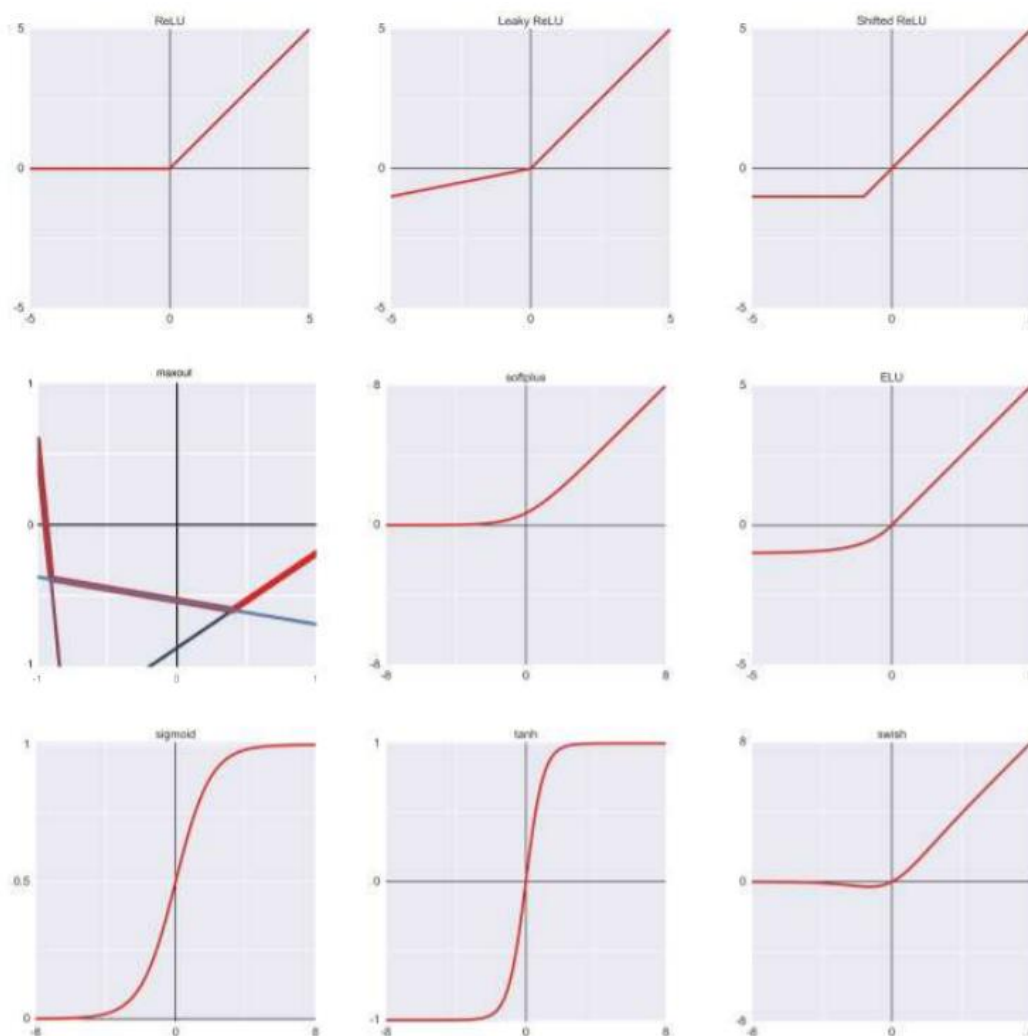 ReLU Leaky ReLU Shifted ReLU
5 5 5
0 0 0
-5 -5 -5
-5 0 5 -5 0 5 -5 0
maxout softplus ELU
1 8 5
0 0 0
1 -8 -5
-1 0 -8 0 8 -5 0
sigmoid tanh swish
1 1 8
0.5 0 0
0 -1 -8
-8 0 8 -8 0 8 -8 0